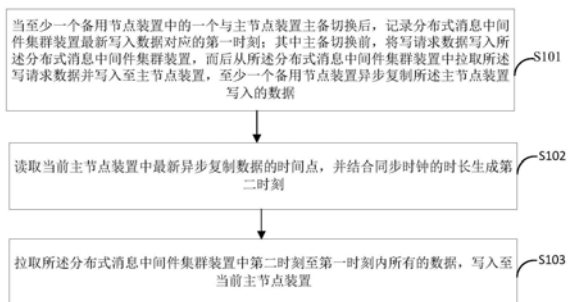 当至少一个备用节点装置中的一个与主节点装置主备切换后，记录分布式消息中间
件集群装置最新写入数据对应的第一时刻；其中主备切换前，将写请求数据写入所
述分布式消息中间件集群装置，而后从所述分布式消息中间件集群装置中拉取所述
写请求数据并写入至主节点装置，至少一个备用节点装置异步复制所述主节点装置
写入的数据
S101
读取当前主节点装置中最新异步复制数据的时间点，并结合同步时钟的时长生成第
二时刻
S102
拉取所述分布式消息中间件集群装置中第二时刻至第一时刻内所有的数据，写入至
当前主节点装置
S103